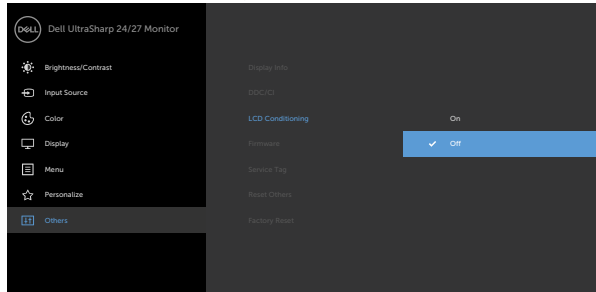 DELL
Dell UltraSharp 24/27 Monitor
Brightness/Contrast
Input Source
Color
Display
Menu
Personalize
Others
Display Info
DDC/CI
LCD Conditioning
Firmware
Service Tag
Reset Others
Factory Reset
On
Off